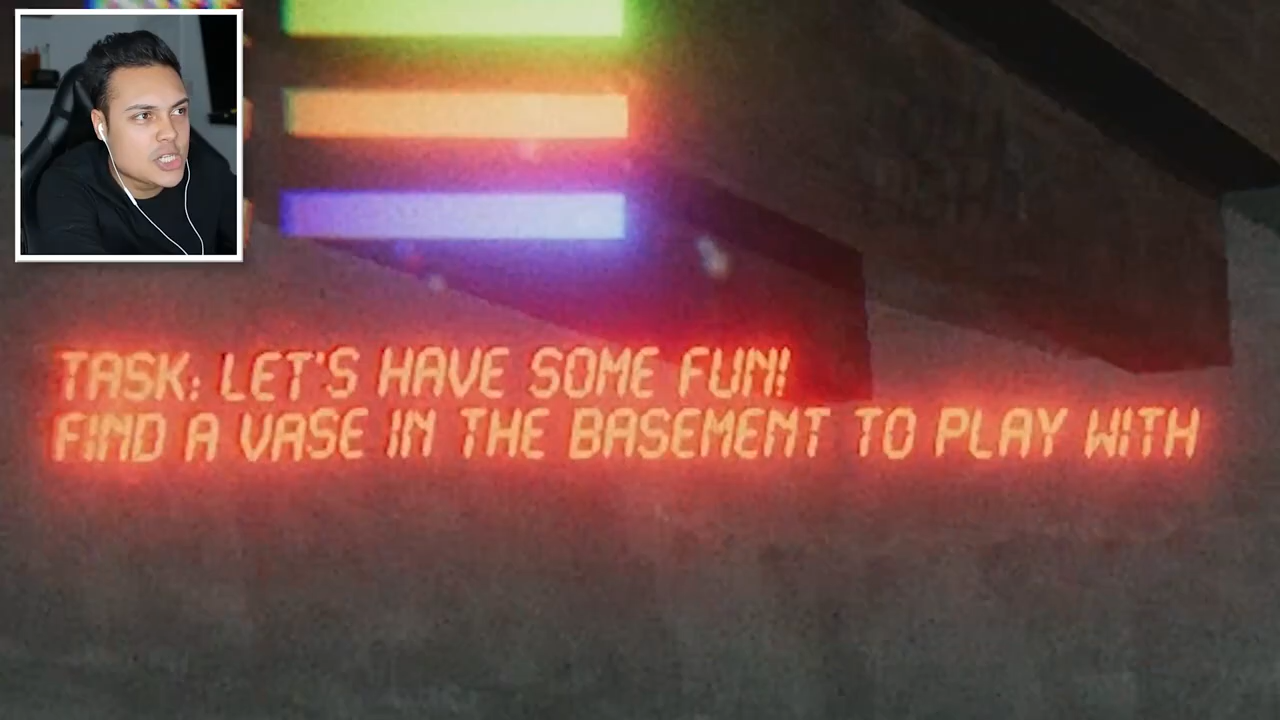 TASK: LET'S HAVE SOME FUN!
FIND A VASE IN THE BASEMENT TO PLAY WITH